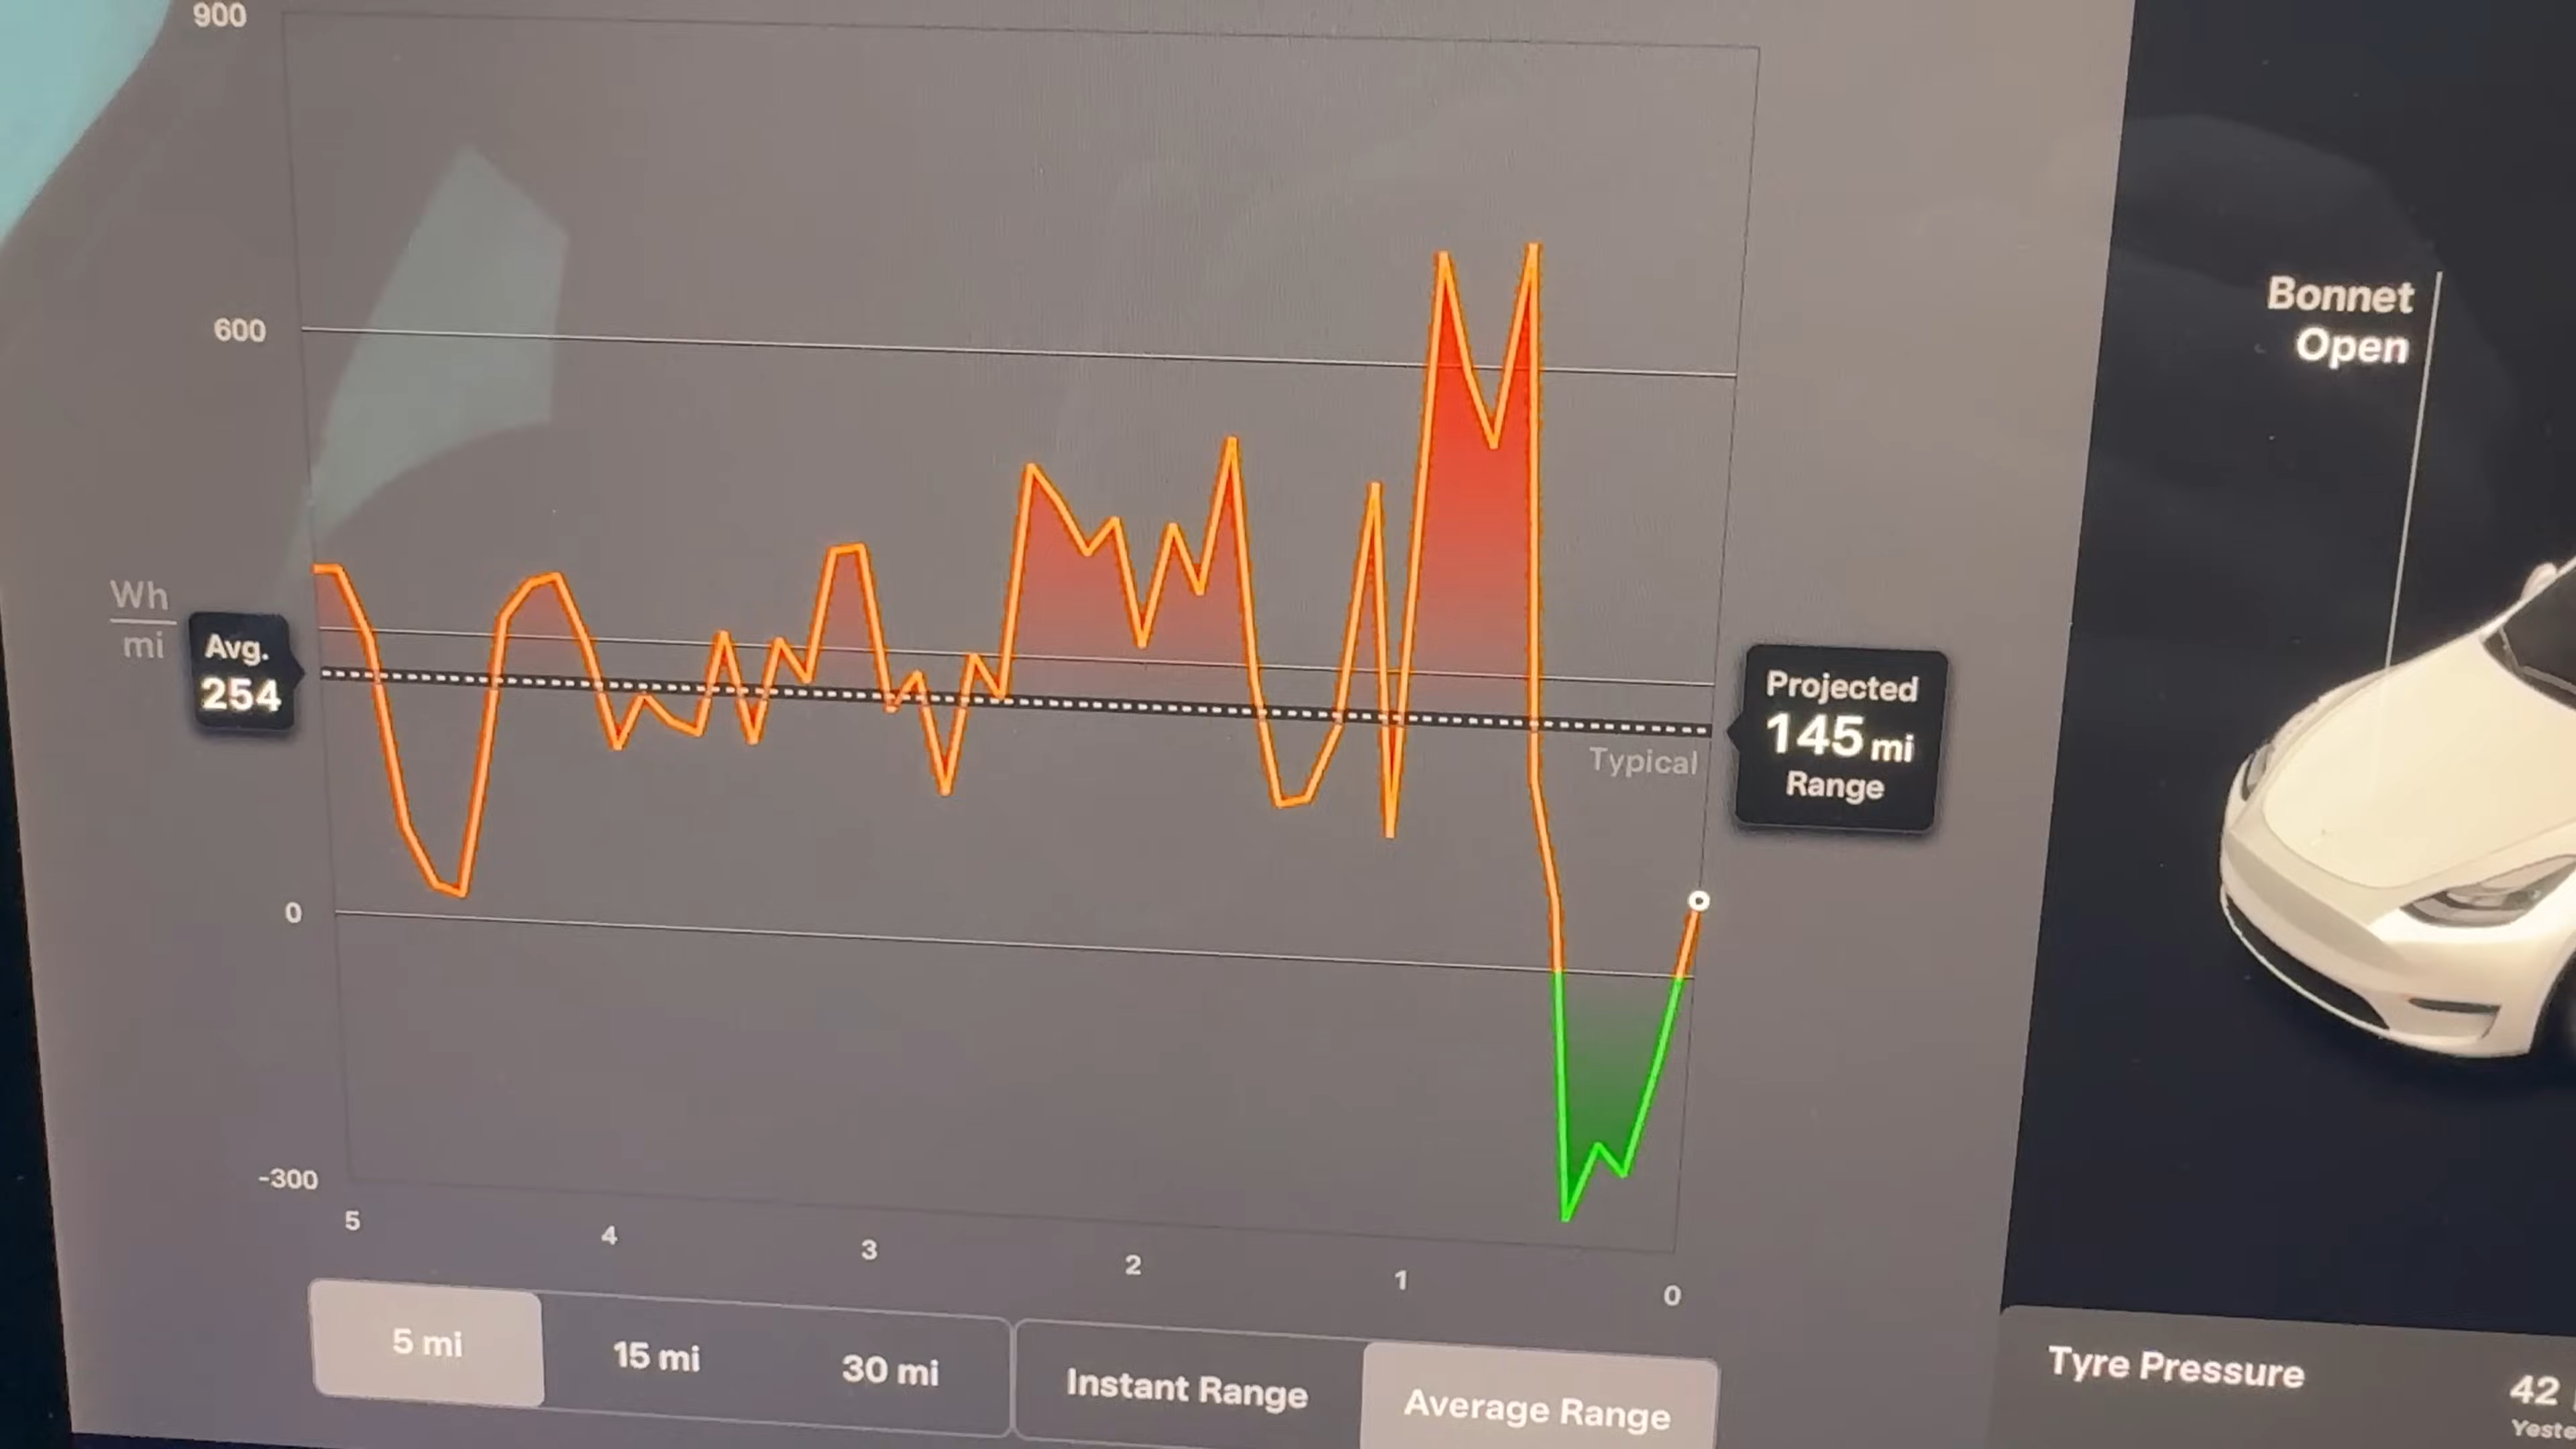 900
600
Wh
mi
Avg.
254
0
-300
Typical
Projected
145 mi
Range
5
4
3
2
1
0
5 mi
15 mi
30 mi
Instant Range
Average Range
Bonnet
Open
Tyre Pressure
42